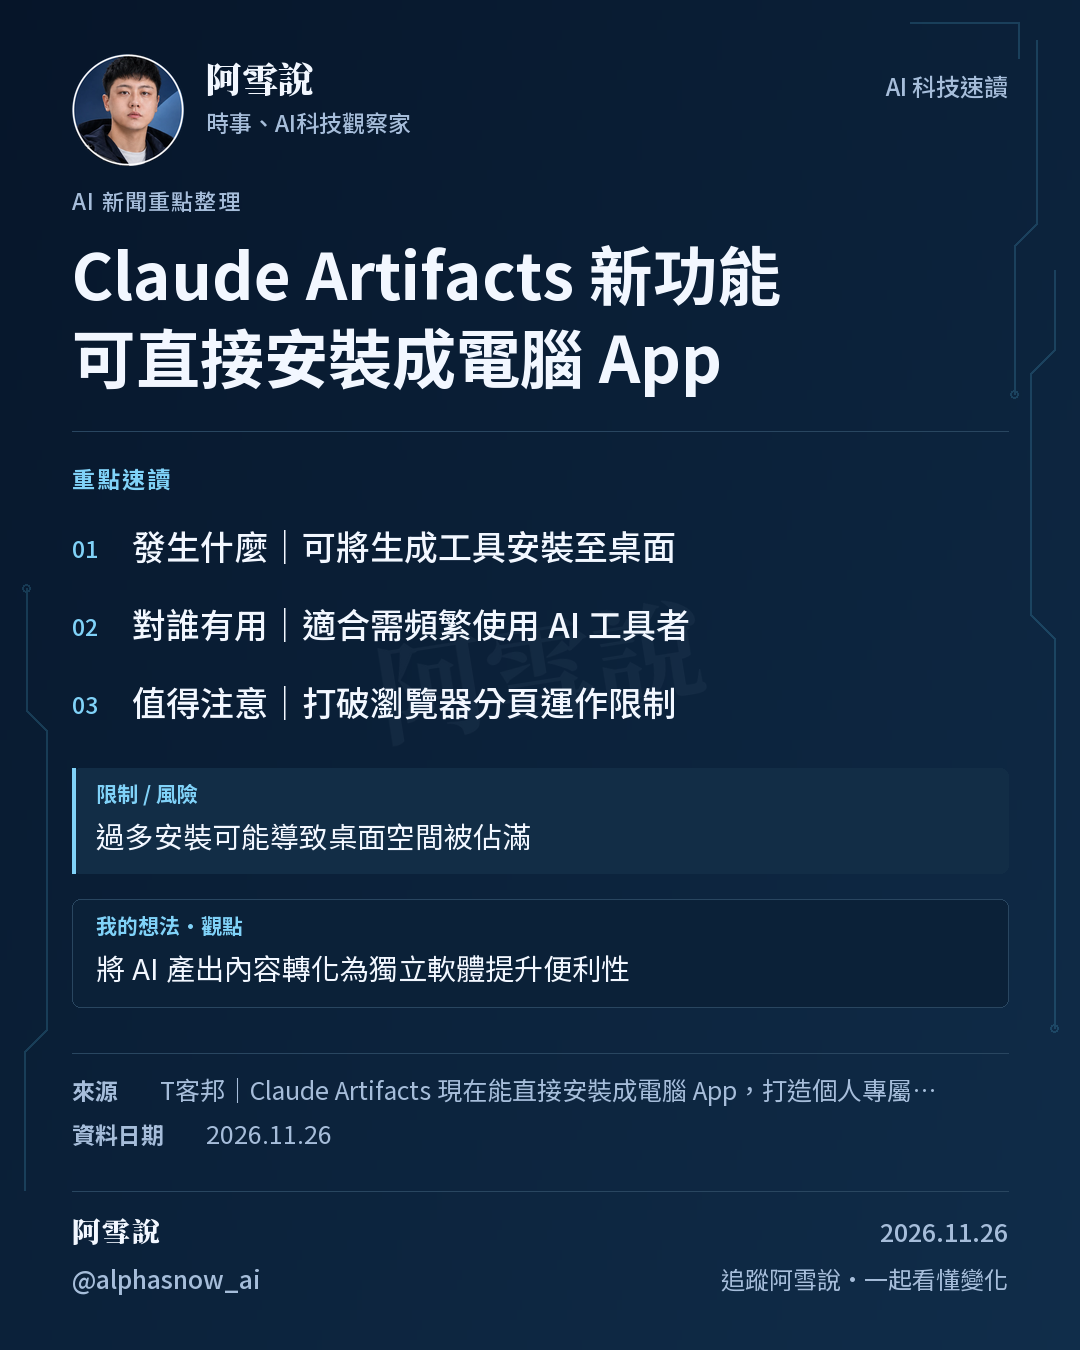 阿雪說
時事、AI科技觀察家
AI 科技速讀
AI 新聞重點整理
Claude Artifacts 新功能
可直接安裝成電腦 App
重點速讀
01 發生什麼｜可將生成工具安裝至桌面
02 對誰有用｜適合需頻繁使用 AI 工具者
03 值得注意｜打破瀏覽器分頁運作限制
阿雪說
限制 / 風險
過多安裝可能導致桌面空間被佔滿
我的想法・觀點
將 AI 產出內容轉化為獨立軟體提升便利性
來源 T客邦｜Claude Artifacts 現在能直接安裝成電腦 App，打造個人專屬…
資料日期 2026.11.26
阿雪說
2026.11.26
@alphasnow_ai
追蹤阿雪說・一起看懂變化